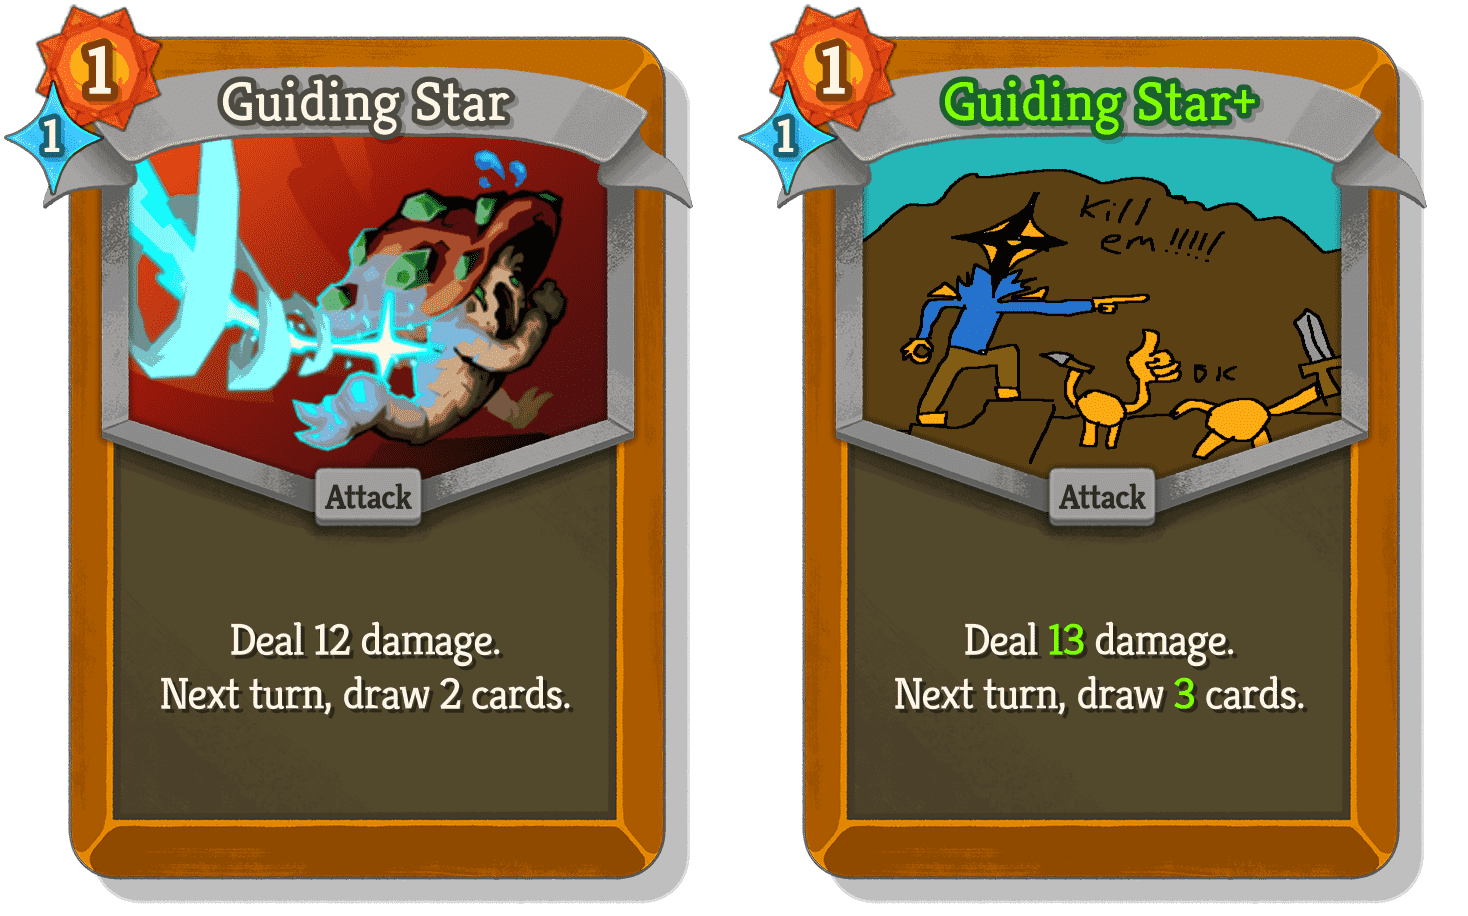 1
1
Guiding Star
Attack
Deal 12 damage.
Next turn, draw 2 cards.
1
1
Guiding Star+
Kill
em!!!!!
OK
Attack
Deal 13 damage.
Next turn, draw 3 cards.